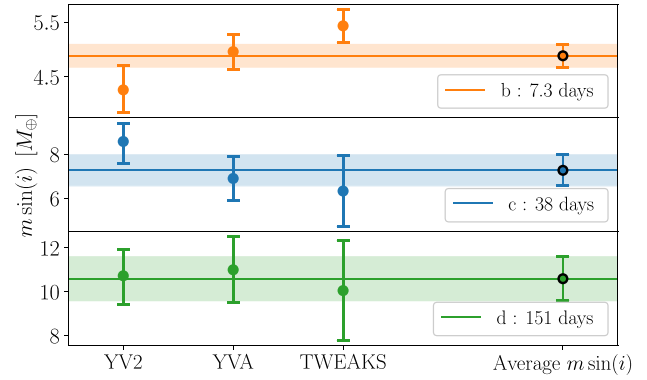 m sin(i) [M⊕]
5.5
4.5
b : 7.3 days
8
6
c : 38 days
12
10
8
d : 151 days
YV2 YVA TWEAKS Average m sin(i)